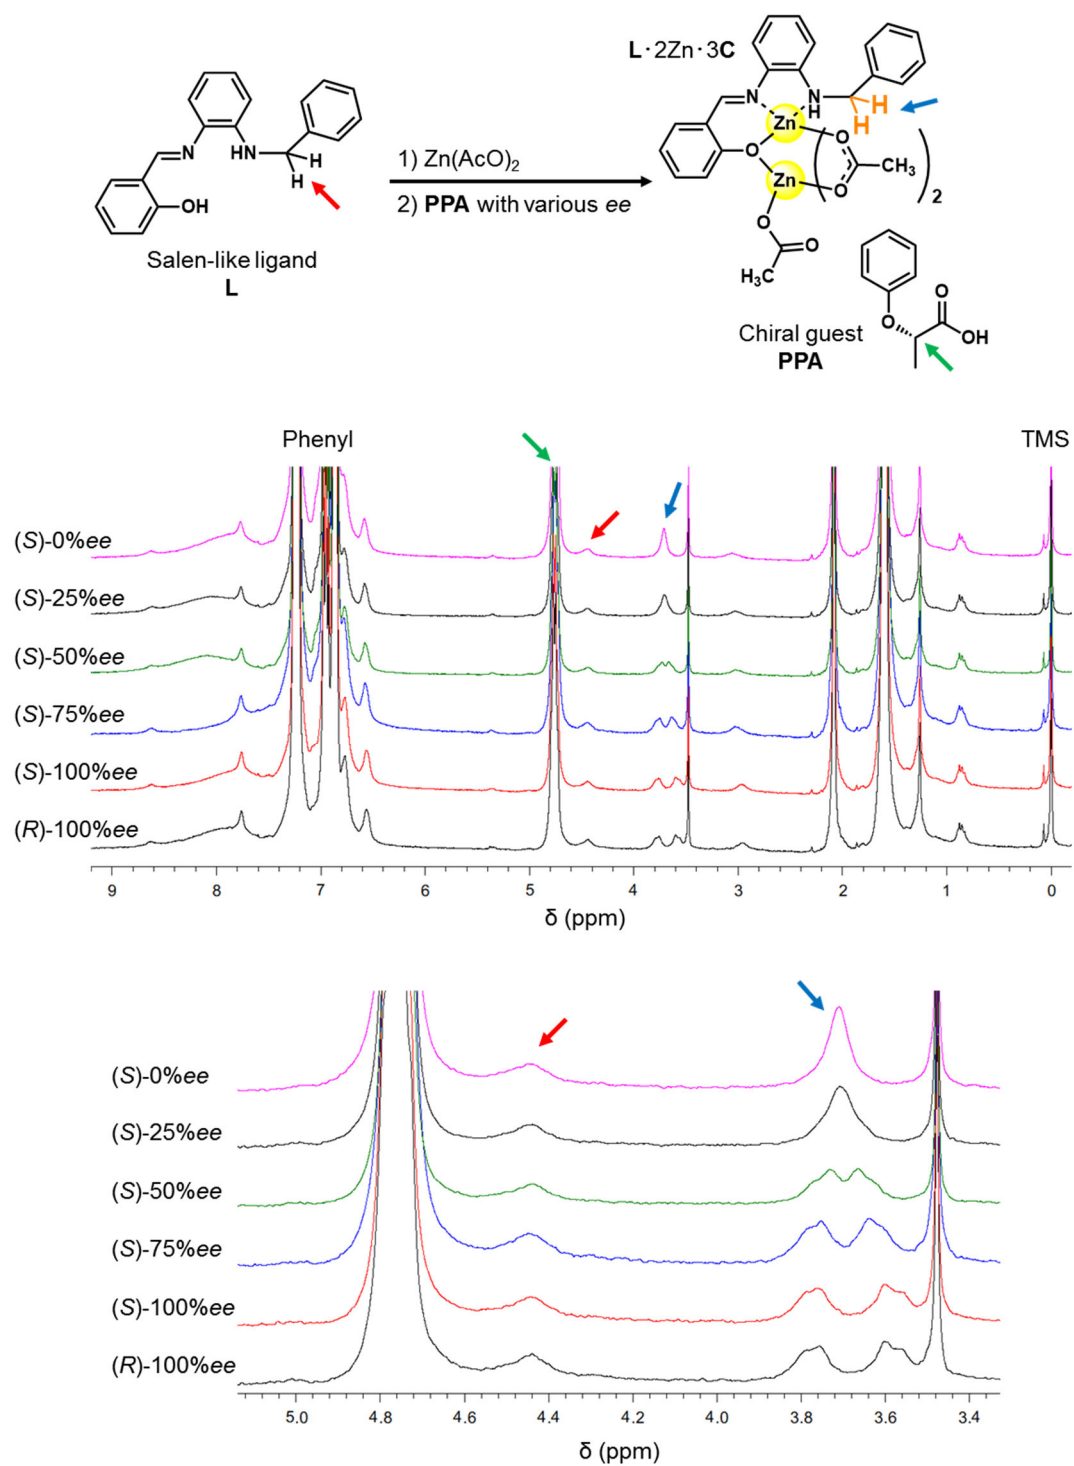 L·2Zn·3C
N
N
H
H
H
Zn
O
O
CH₃
O
Zn
2
O
O
H₃C
N
HN
H
H
OH
Salen-like ligand
L
1) Zn(AcO)₂
2) PPA with various ee
O
O
OH
Chiral guest
PPA
Phenyl
TMS
(S)-0%ee
(S)-25%ee
(S)-50%ee
(S)-75%ee
(S)-100%ee
(R)-100%ee
9 8 7 6 5 4 3 2 1 0
δ (ppm)
(S)-0%ee
(S)-25%ee
(S)-50%ee
(S)-75%ee
(S)-100%ee
(R)-100%ee
5.0 4.8 4.6 4.4 4.2 4.0 3.8 3.6 3.4
δ (ppm)